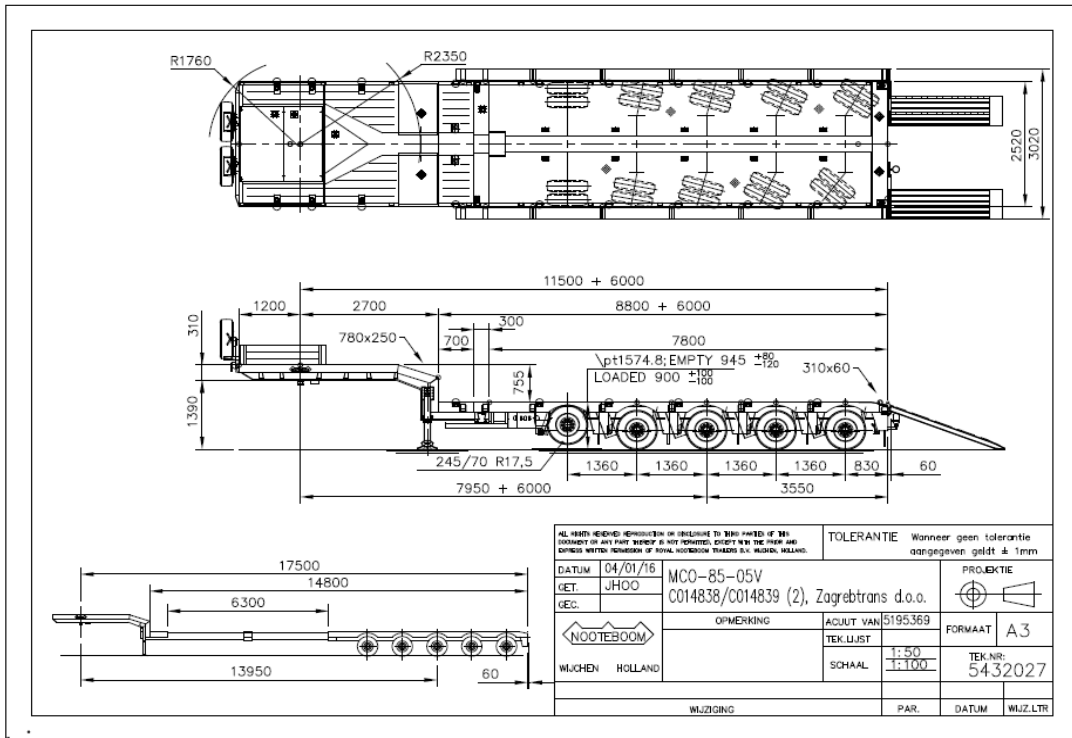 R1760
R2350
2520
3020
11500 + 6000
1200
2700
8800 + 6000
310
300
780x250
700
7800
\pt1574.8;EMPTY 945 +80 -120
LOADED 900 +100 -100
310x60
755
1390
245/70 R17,5
1360
1360
1360
1360
830
60
7950 + 6000
3550
17500
14800
6300
13950
60
ALL RIGHTS RESERVED REPRODUCTION OR DISCLOSURE TO THIRD PARTIES OF THIS
DOCUMENT OR ANY PART THEREOF IS NOT PERMITTED, EXCEPT WITH THE PRIOR AND
EXPRESS WRITTEN PERMISSION OF ROYAL NOOTEBOOM TRAILERS B.V. WIJCHEN, HOLLAND.
TOLERANTIE Wanneer geen tolerantie
aangegeven geldt ± 1mm
DATUM 04/01/16
GET. JHOO
GEC.
MCO-85-05V
C014838/C014839 (2), Zagrebtrans d.o.o.
PROJEKTIE
NOOTEBOOM
WIJCHEN HOLLAND
OPMERKING
ACUUT VAN 5195369
TEK.LIJST
SCHAAL 1:50
1:100
FORMAAT A3
TEK.NR:
5432027
WIJZIGING PAR. DATUM WIJZ.LTR